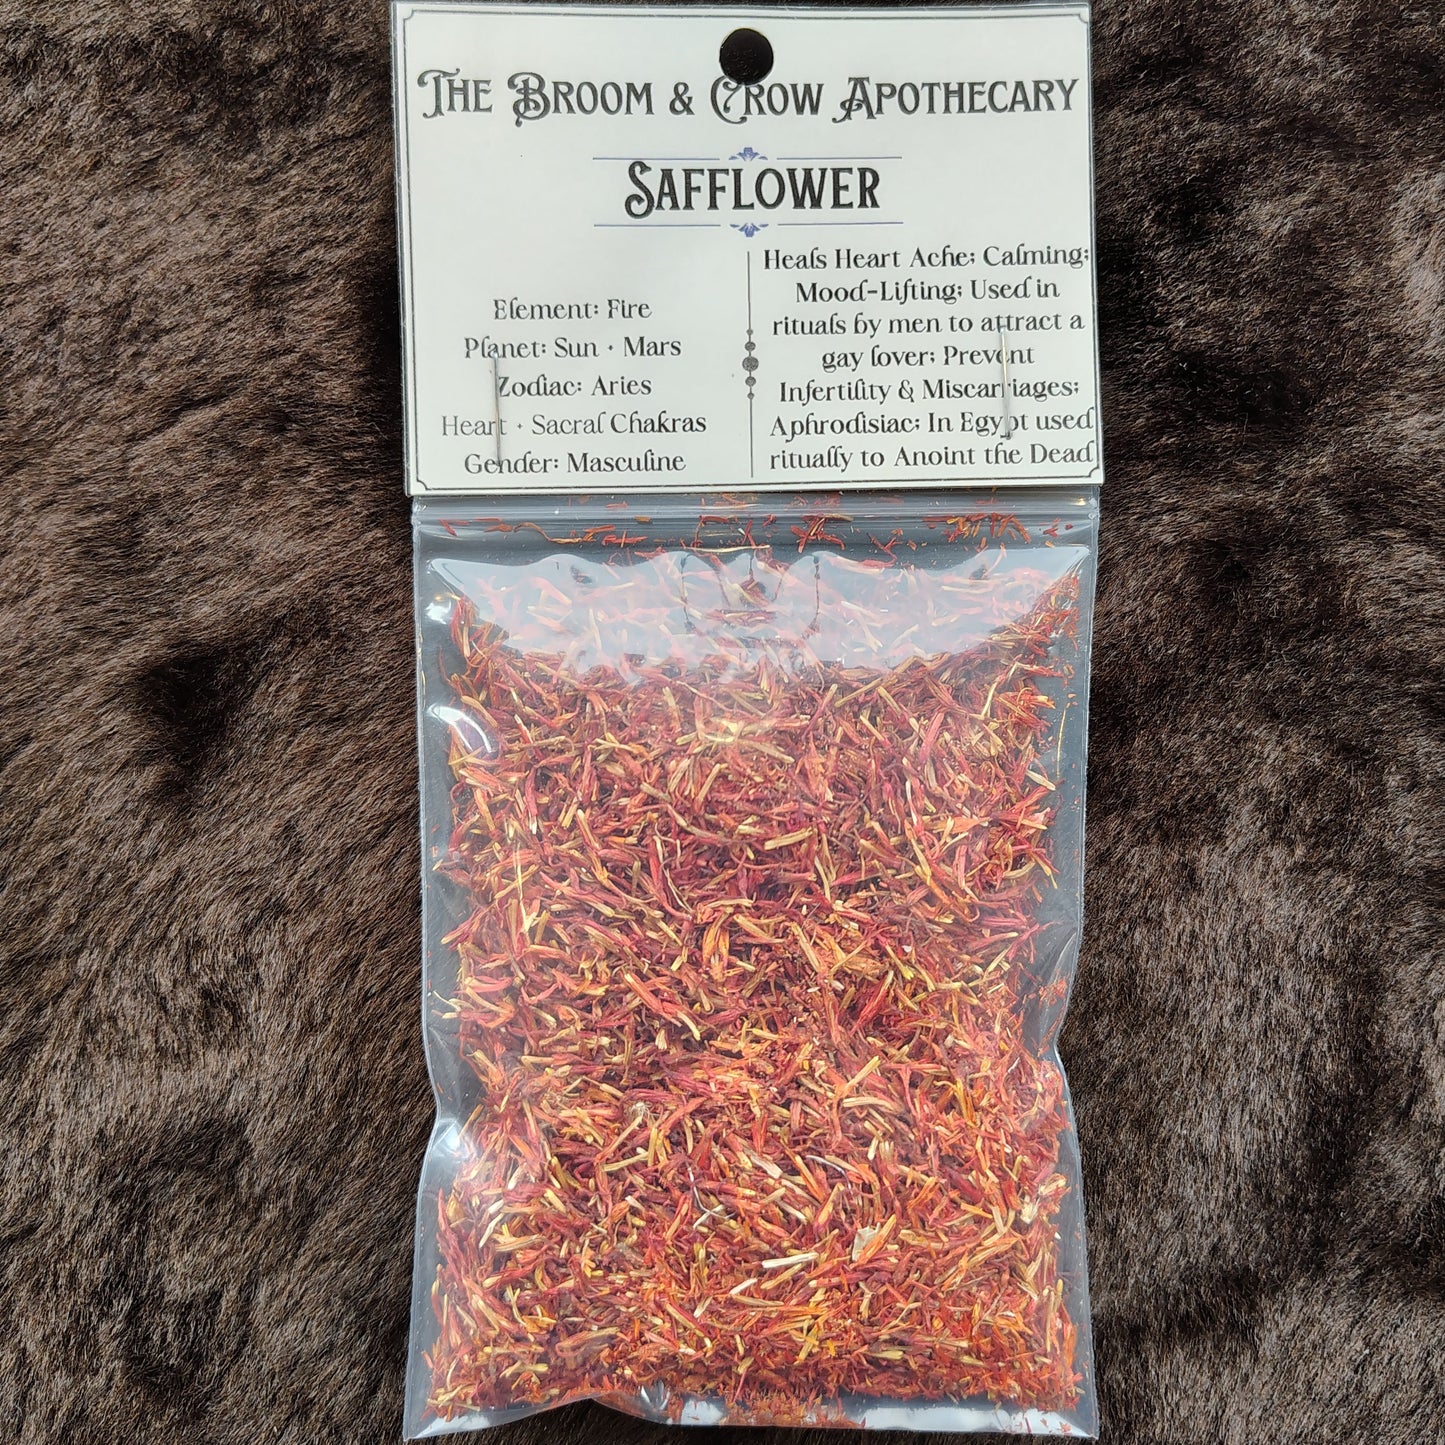 The Broom & Crow Apothecary
Safflower
Element: Fire
Planet: Sun • Mars
Zodiac: Aries
Heart • Sacral Chakras
Gender: Masculine
Heals Heart Ache; Calming;
Mood-Lifting; Used in
rituals by men to attract a
gay lover; Prevent
Infertility & Miscarriages;
Aphrodisiac; In Egypt used
ritually to Anoint the Dead